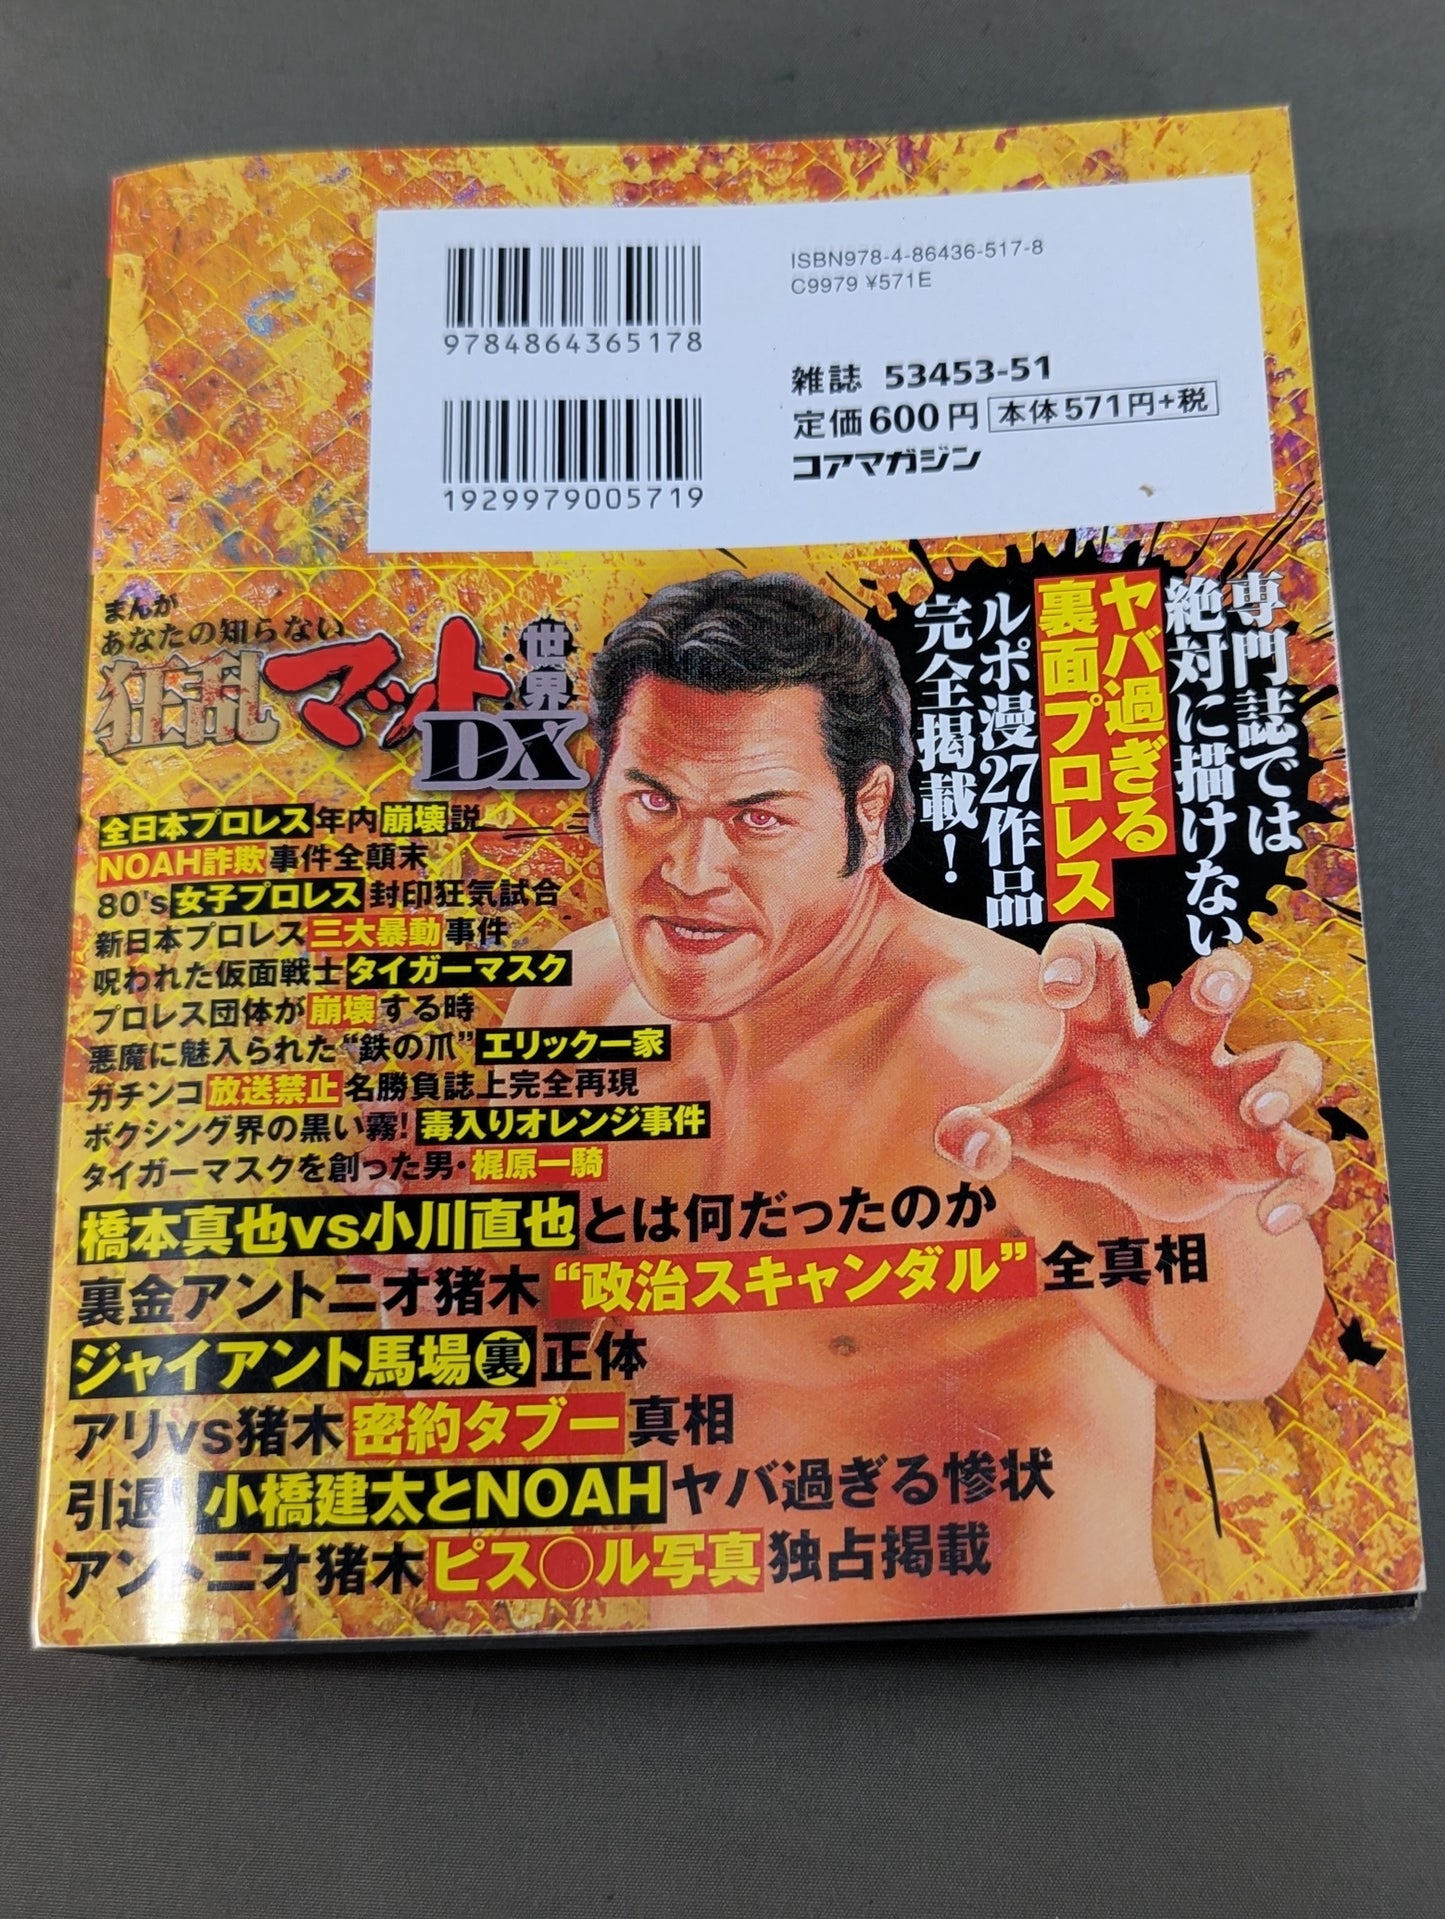 ISBN978-4-86436-517-8
C9979 ¥571E
9784864365178
雑誌 53453-51
定価600円 本体571円+税
コアマガジン
1929979005719
まんが
あなたの知らない
狂乱マット世界DX
専門誌では
絶対に描けない
ヤバ過ぎる
裏面プロレス
ルポ漫27作品
完全掲載！
全日本プロレス年内崩壊説
NOAH詐欺事件全顛末
80's女子プロレス封印狂気試合
新日本プロレス三大暴動事件
呪われた仮面戦士タイガーマスク
プロレス団体が崩壊する時
悪魔に魅入られた“鉄の爪”エリック一家
ガチンコ放送禁止名勝負誌上完全再現
ボクシング界の黒い霧！毒入りオレンジ事件
タイガーマスクを創った男・梶原一騎
橋本真也vs小川直也とは何だったのか
裏金アントニオ猪木“政治スキャンダル”全真相
ジャイアント馬場㊙裏正体
アリvs猪木密約タブー真相
引退！小橋建太とNOAHヤバ過ぎる惨状
アントニオ猪木ピス〇ル写真独占掲載